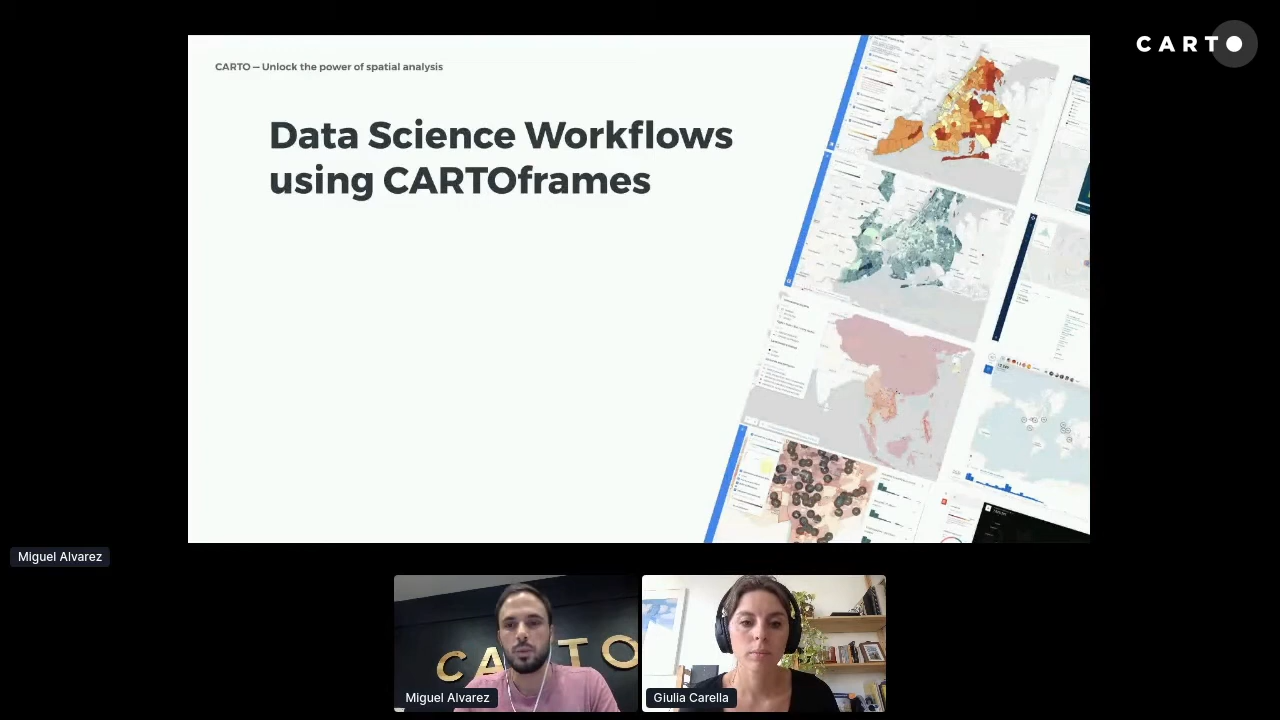 CARTO
CARTO — Unlock the power of spatial analysis
Data Science Workflows
using CARTOframes
Miguel Alvarez
CARTO
Miguel Alvarez
Giulia Carella